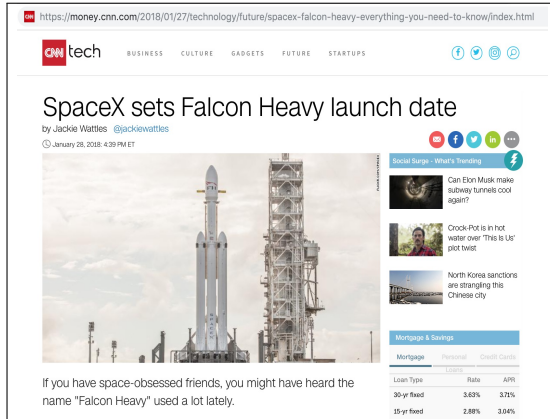 https://money.cnn.com/2018/01/27/technology/future/spacex-falcon-heavy-everything-you-need-to-know/index.html
CNN tech BUSINESS CULTURE GADGETS FUTURE STARTUPS
SpaceX sets Falcon Heavy launch date
by Jackie Wattles @jackiewattles
January 28, 2018: 4:39 PM ET
Social Surge - What's Trending
Can Elon Musk make
subway tunnels cool
again?
Crock-Pot is in hot
water over 'This Is Us'
plot twist
North Korea sanctions
are strangling this
Chinese city
If you have space-obsessed friends, you might have heard the
name "Falcon Heavy" used a lot lately.
Mortgage & Savings
Mortgage Personal Loans Credit Cards
Loan Type Rate APR
30-yr fixed 3.63% 3.71%
15-yr fixed 2.88% 3.04%